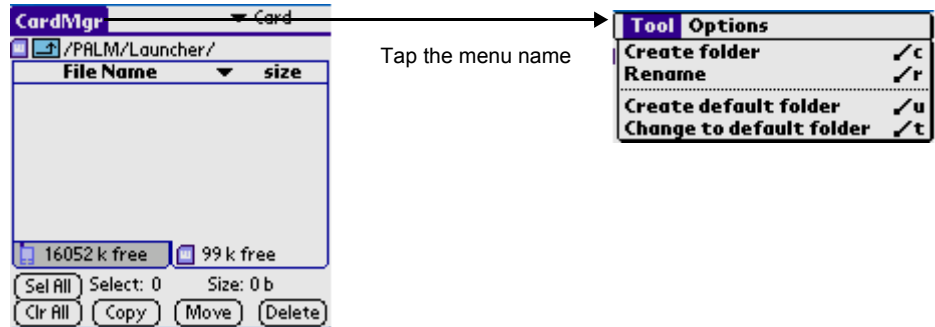 CardMgr
Card
/PALM/Launcher/
File Name size
16052 k free
99 k free
Sel All Select: 0 Size: 0 b
Clr All Copy Move Delete
Tap the menu name
Tool Options
Create folder /c
Rename /r
Create default folder /u
Change to default folder /t